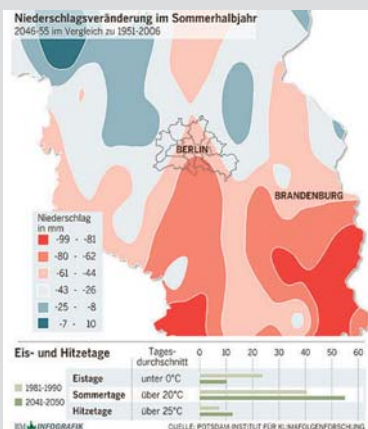 Niederschlagsveränderung im Sommerhalbjahr
2046-55 im Vergleich zu 1951-2006
BERLIN
BRANDENBURG
Niederschlag
in mm
-99 - -81
-80 - -62
-61 - -44
-43 - -26
-25 - -8
-7 - 10
Eis- und Hitzetage
Tages-
durchschnitt
0 10 20 30 40 50 60
1981-1990
2041-2050
Eistage unter 0°C
Sommertage über 20°C
Hitzetage über 25°C
INFOGRAFIK
QUELLE: POTSDAM-INSTITUT FÜR KLIMAFOLGENFORSCHUNG